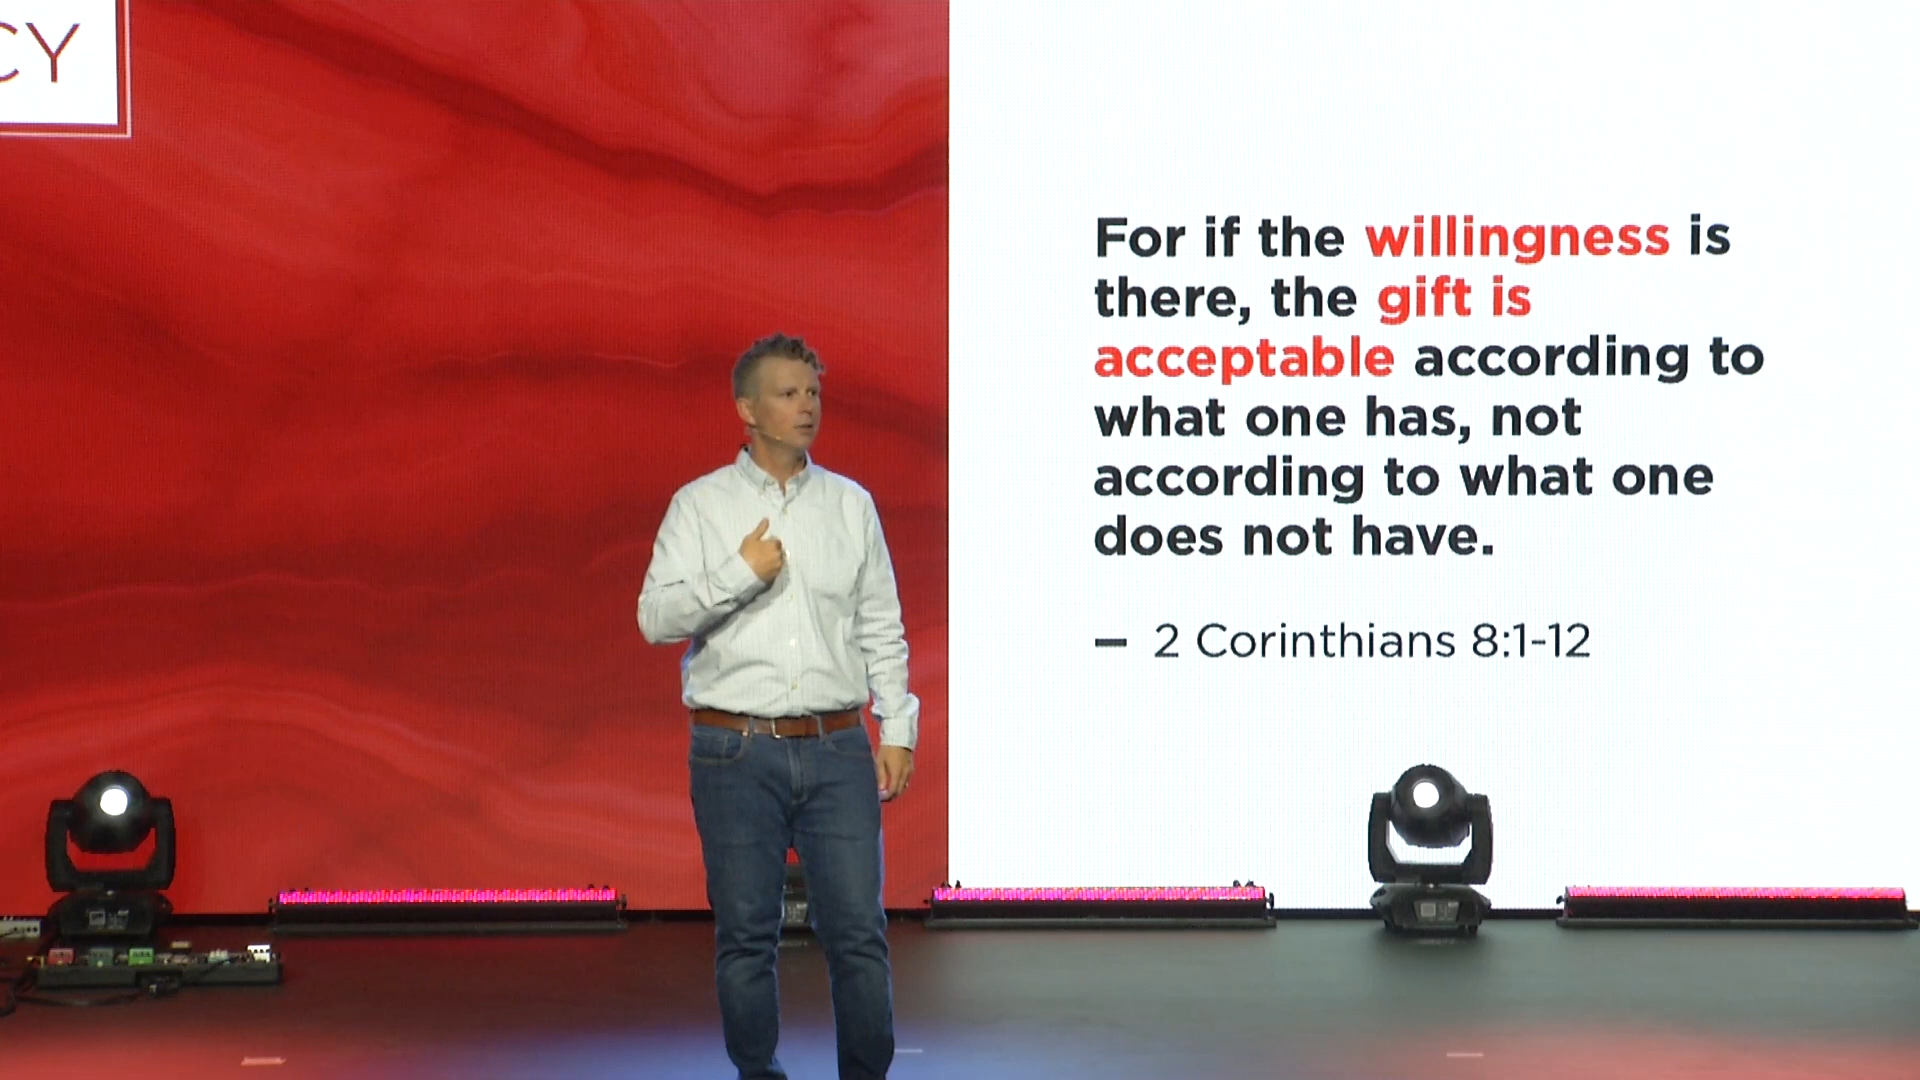 CY
For if the willingness is
there, the gift is
acceptable according to
what one has, not
according to what one
does not have.
— 2 Corinthians 8:1-12